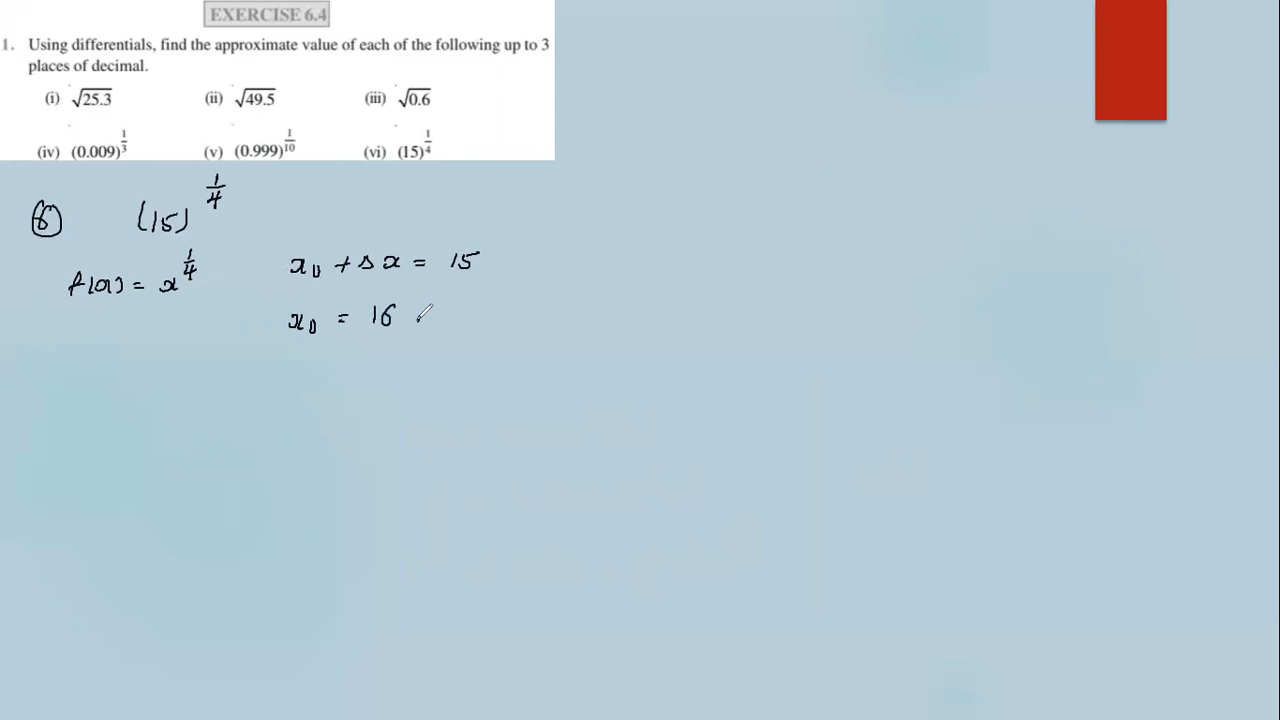 EXERCISE 6.4
1. Using differentials, find the approximate value of each of the following up to 3
places of decimal.
(i) √25.3 (ii) √49.5 (iii) √0.6
(iv) (0.009)^(1/3) (v) (0.999)^(1/10) (vi) (15)^(1/4)
⑥ (15)^(1/4)
f(x) = x^(1/4) x₀ + Δx = 15
x₀ = 16